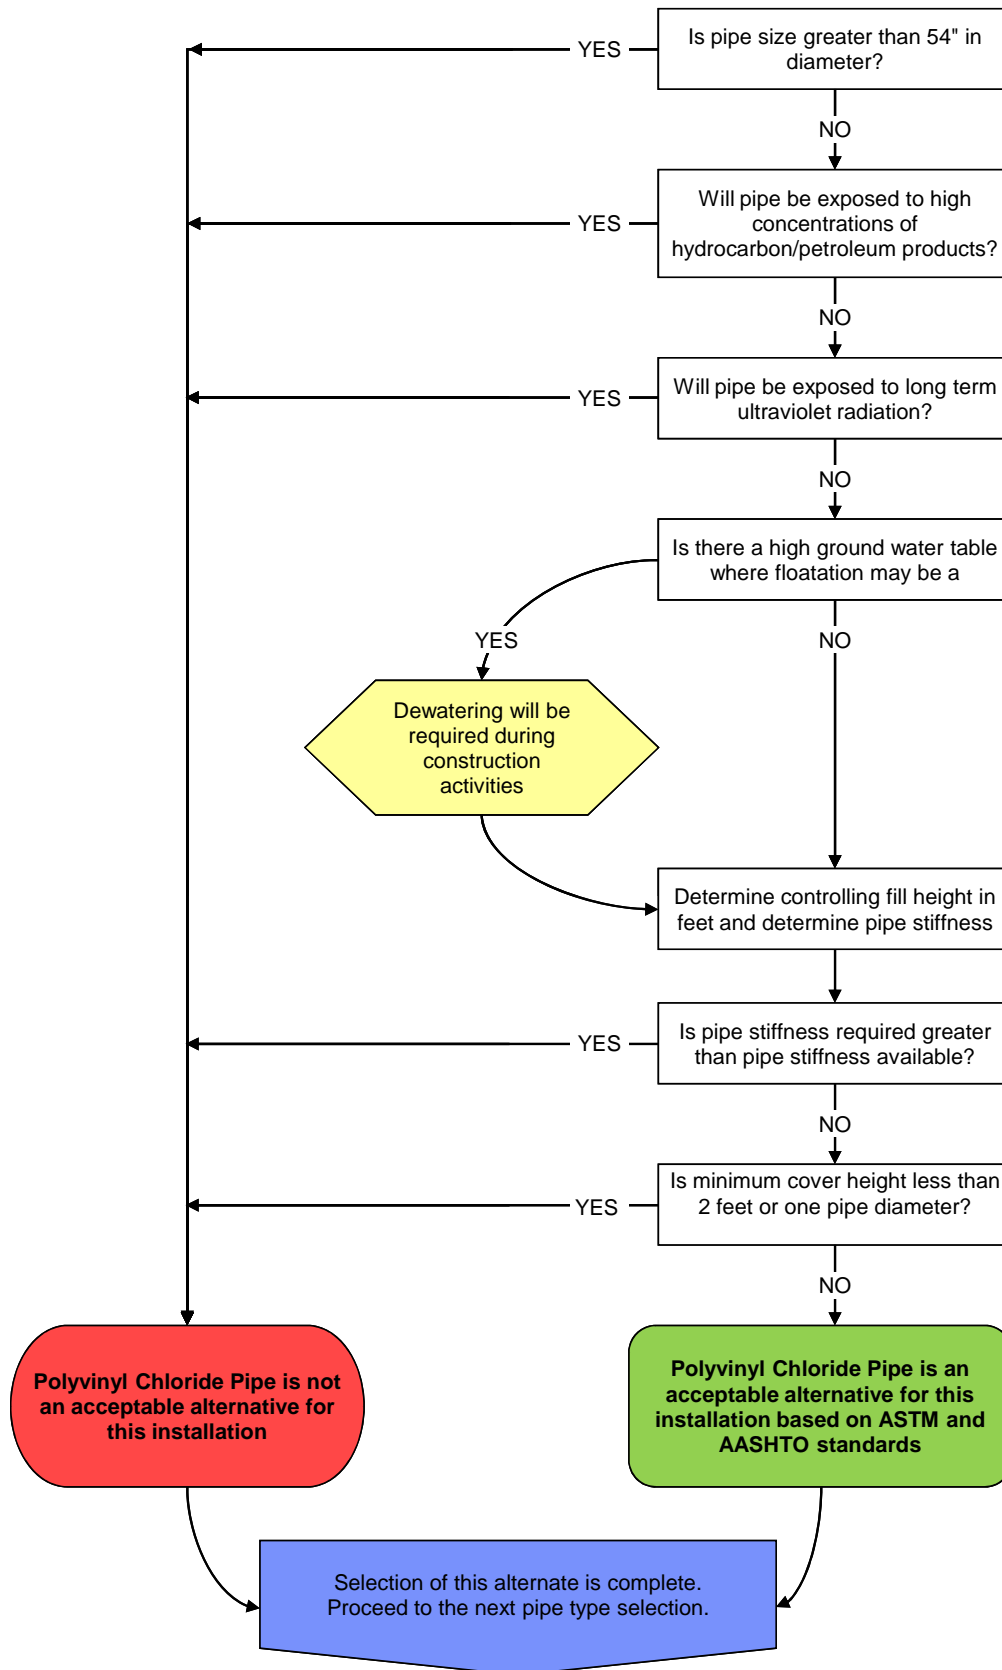 Is pipe size greater than 54" in
diameter?
YES
NO
Will pipe be exposed to high
concentrations of
hydrocarbon/petroleum products?
YES
NO
Will pipe be exposed to long term
ultraviolet radiation?
YES
NO
Is there a high ground water table
where floatation may be a
YES
NO
Dewatering will be
required during
construction
activities
Determine controlling fill height in
feet and determine pipe stiffness
Is pipe stiffness required greater
than pipe stiffness available?
YES
NO
Is minimum cover height less than
2 feet or one pipe diameter?
YES
NO
Polyvinyl Chloride Pipe is not
an acceptable alternative for
this installation
Polyvinyl Chloride Pipe is an
acceptable alternative for this
installation based on ASTM and
AASHTO standards
Selection of this alternate is complete.
Proceed to the next pipe type selection.